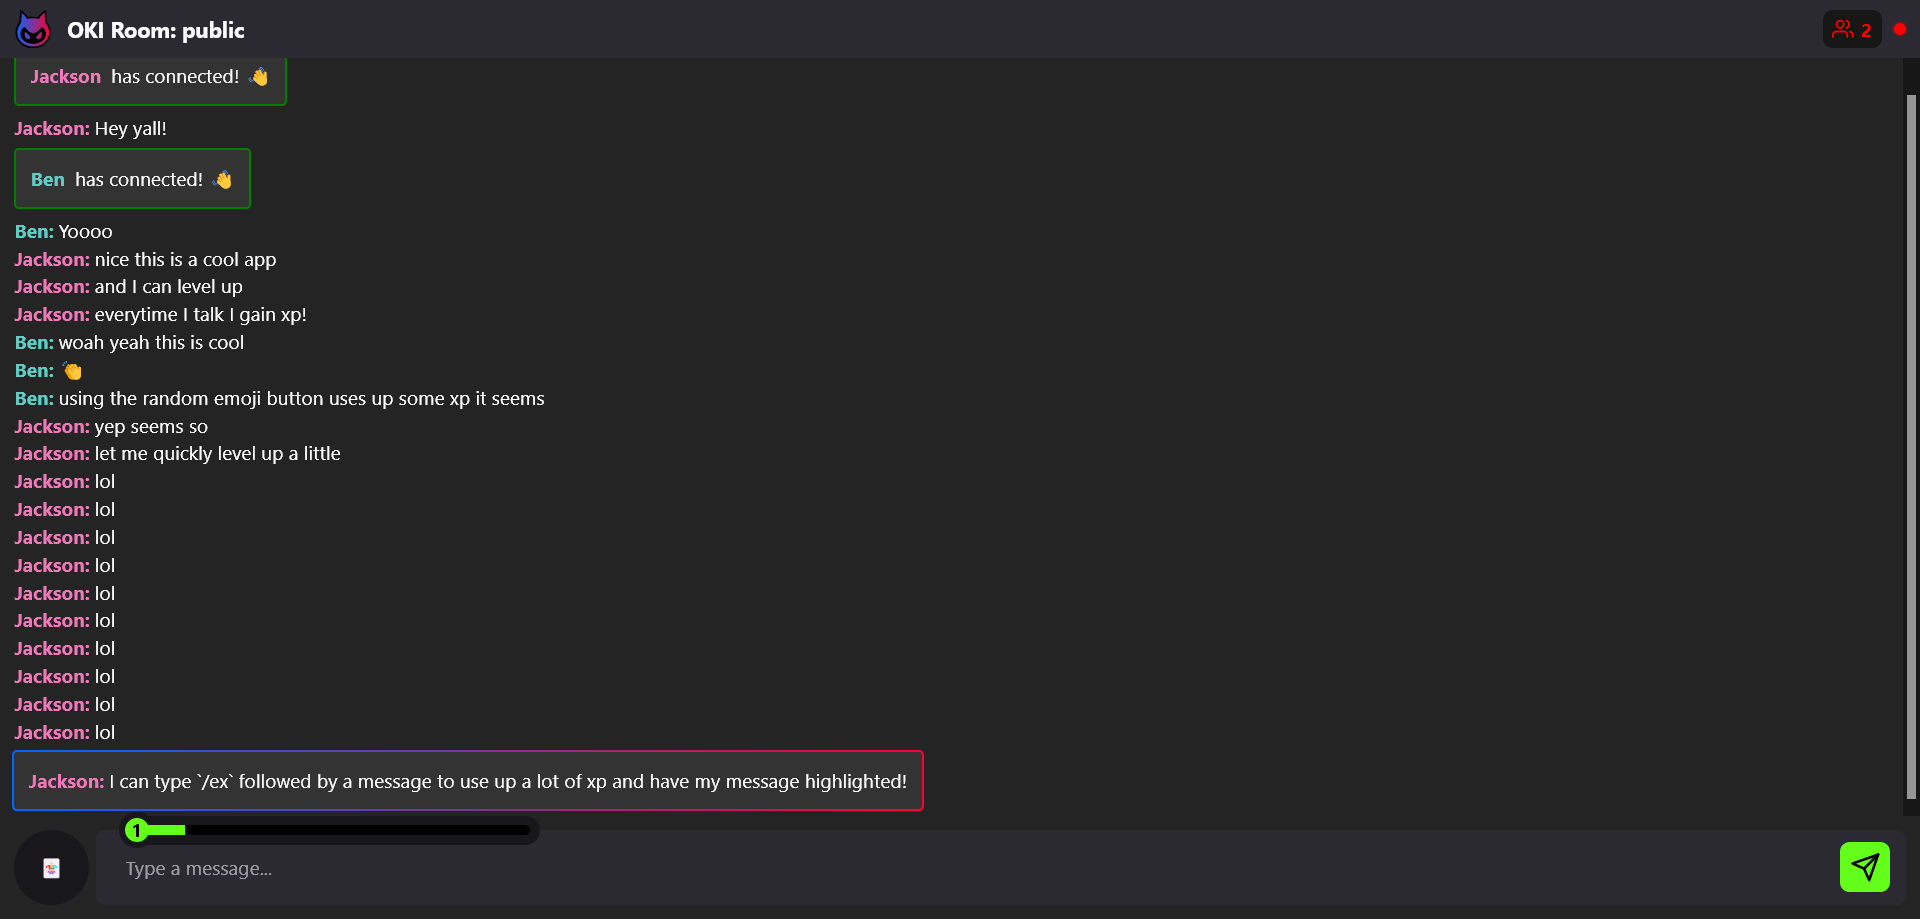 OKI Room: public
2
Jackson has connected! 👋
Jackson: Hey yall!
Ben has connected! 👋
Ben: Yoooo
Jackson: nice this is a cool app
Jackson: and I can level up
Jackson: everytime I talk I gain xp!
Ben: woah yeah this is cool
Ben: 👏
Ben: using the random emoji button uses up some xp it seems
Jackson: yep seems so
Jackson: let me quickly level up a little
Jackson: lol
Jackson: lol
Jackson: lol
Jackson: lol
Jackson: lol
Jackson: lol
Jackson: lol
Jackson: lol
Jackson: lol
Jackson: lol
Jackson: I can type `/ex` followed by a message to use up a lot of xp and have my message highlighted!
1
Type a message...